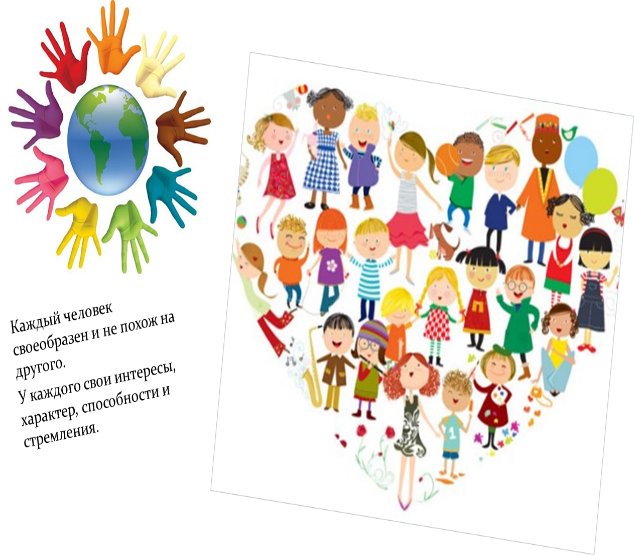 Каждый человек
своеобразен и не похож на
другого.
У каждого свои интересы,
характер, способности и
стремления.